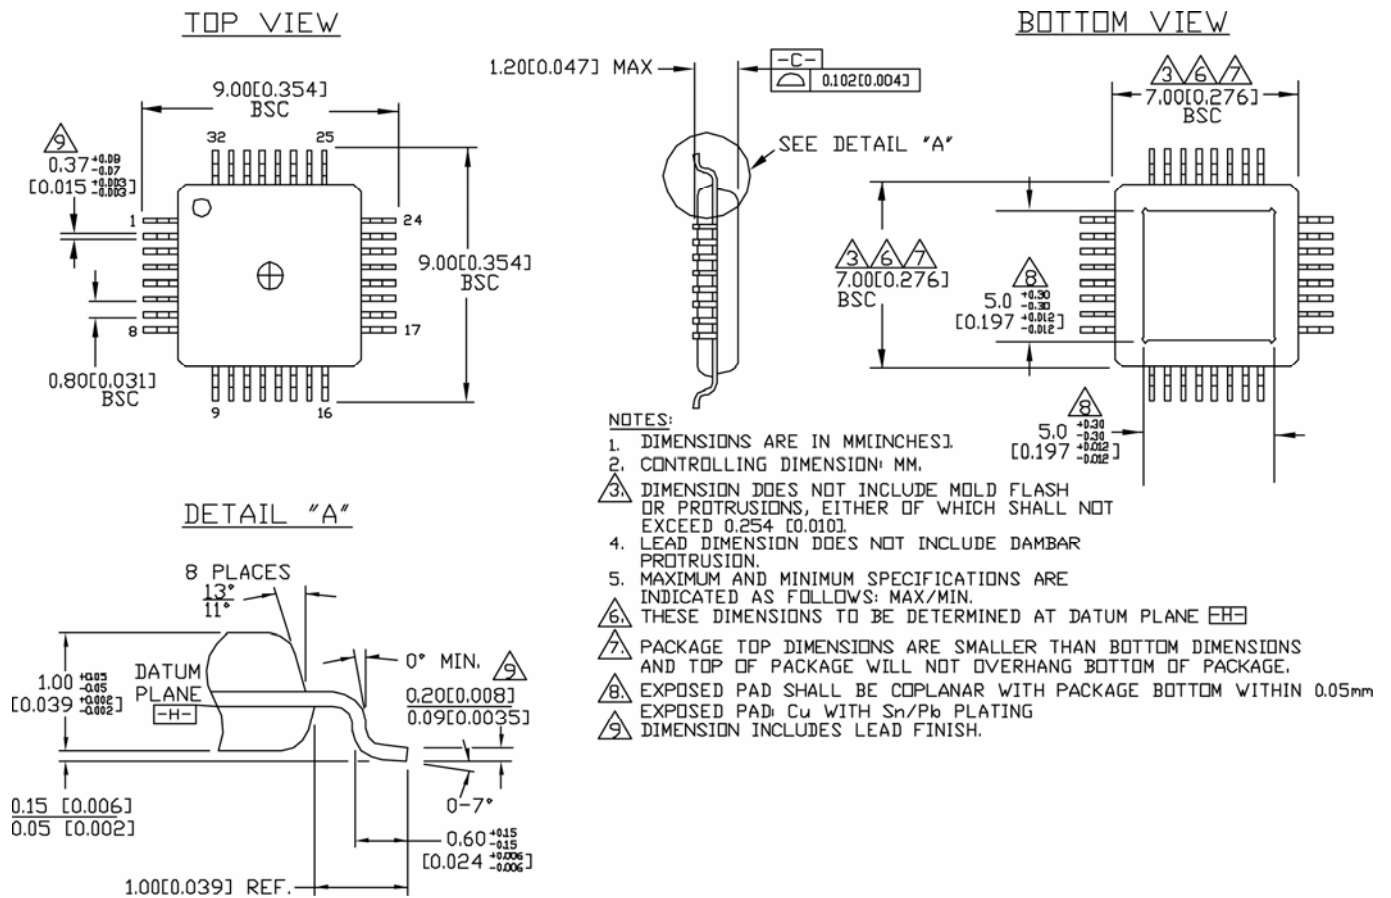 TOP VIEW
9.00[0.354]
BSC
9
0.37 +0.08
-0.07
[0.015 +0.003
-0.003]
32
25
1
24
8
17
9
16
9.00[0.354]
BSC
0.80[0.031]
BSC
1.20[0.047] MAX
-C-
0.102[0.004]
SEE DETAIL "A"
3 6 7
7.00[0.276]
BSC
BOTTOM VIEW
3 6 7
7.00[0.276]
BSC
8
5.0 +0.30
-0.30
[0.197 +0.012
-0.012]
8
5.0 +0.30
-0.30
[0.197 +0.012
-0.012]
NOTES:
1. DIMENSIONS ARE IN MM[INCHES].
2. CONTROLLING DIMENSION: MM.
3. DIMENSION DOES NOT INCLUDE MOLD FLASH
OR PROTRUSIONS, EITHER OF WHICH SHALL NOT
EXCEED 0.254 [0.010].
4. LEAD DIMENSION DOES NOT INCLUDE DAMBAR
PROTRUSION.
5. MAXIMUM AND MINIMUM SPECIFICATIONS ARE
INDICATED AS FOLLOWS: MAX/MIN.
6. THESE DIMENSIONS TO BE DETERMINED AT DATUM PLANE -H-
7. PACKAGE TOP DIMENSIONS ARE SMALLER THAN BOTTOM DIMENSIONS
AND TOP OF PACKAGE WILL NOT OVERHANG BOTTOM OF PACKAGE.
8. EXPOSED PAD SHALL BE COPLANAR WITH PACKAGE BOTTOM WITHIN 0.05mm
EXPOSED PAD: Cu WITH Sn/Pb PLATING
9. DIMENSION INCLUDES LEAD FINISH.
DETAIL "A"
8 PLACES
13°
11°
0° MIN.
9
0.20[0.008]
0.09[0.0035]
DATUM
PLANE
-H-
1.00 +0.05
-0.05
[0.039 +0.002
-0.002]
0.15 [0.006]
0.05 [0.002]
0-7°
0.60 +0.15
-0.15
[0.024 +0.006
-0.006]
1.00[0.039] REF.